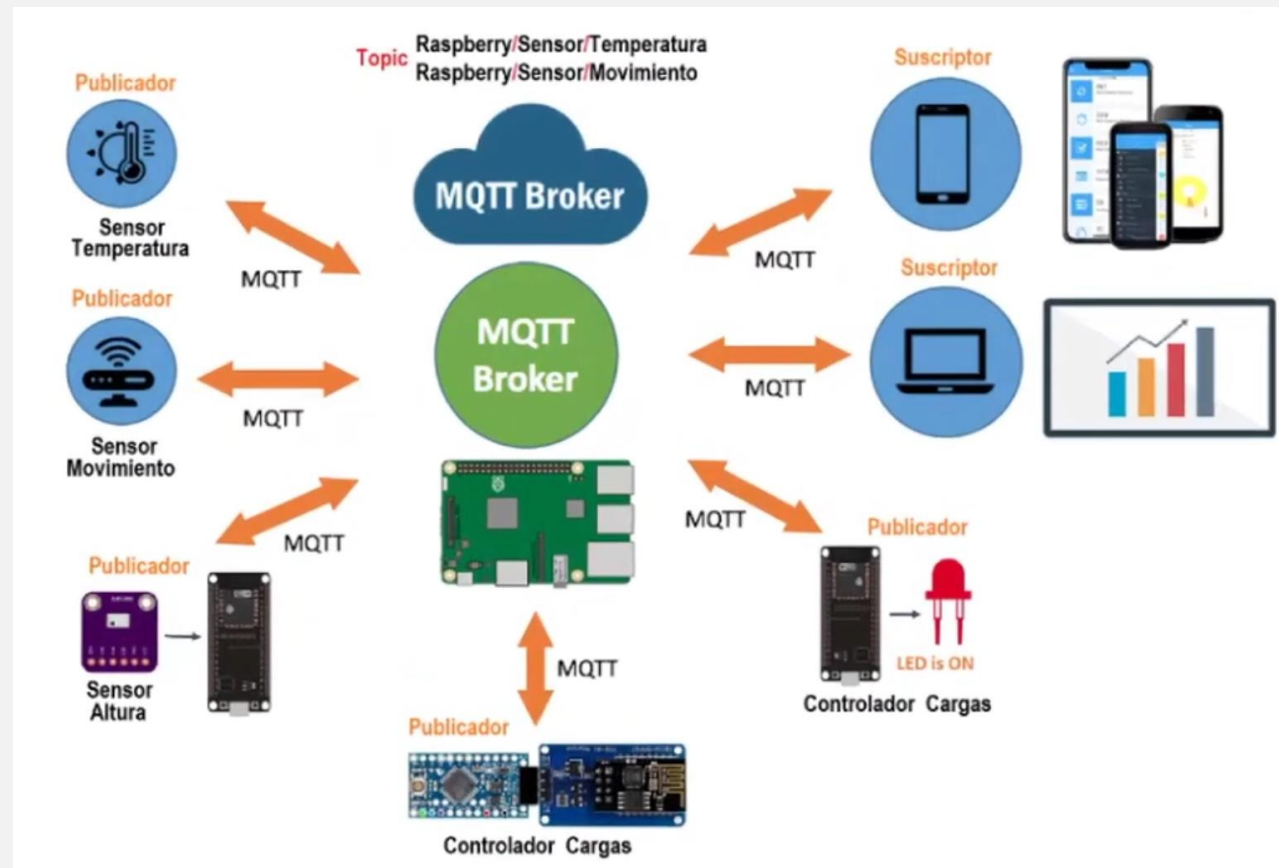 Topic Raspberry/Sensor/Temperatura
Raspberry/Sensor/Movimiento
Publicador
Sensor
Temperatura
MQTT
MQTT Broker
Suscriptor
MQTT
Publicador
Sensor
Movimiento
MQTT
MQTT
Broker
Suscriptor
MQTT
Publicador
Sensor
Altura
MQTT
MQTT
Publicador
LED is ON
Controlador Cargas
MQTT
Publicador
Controlador Cargas